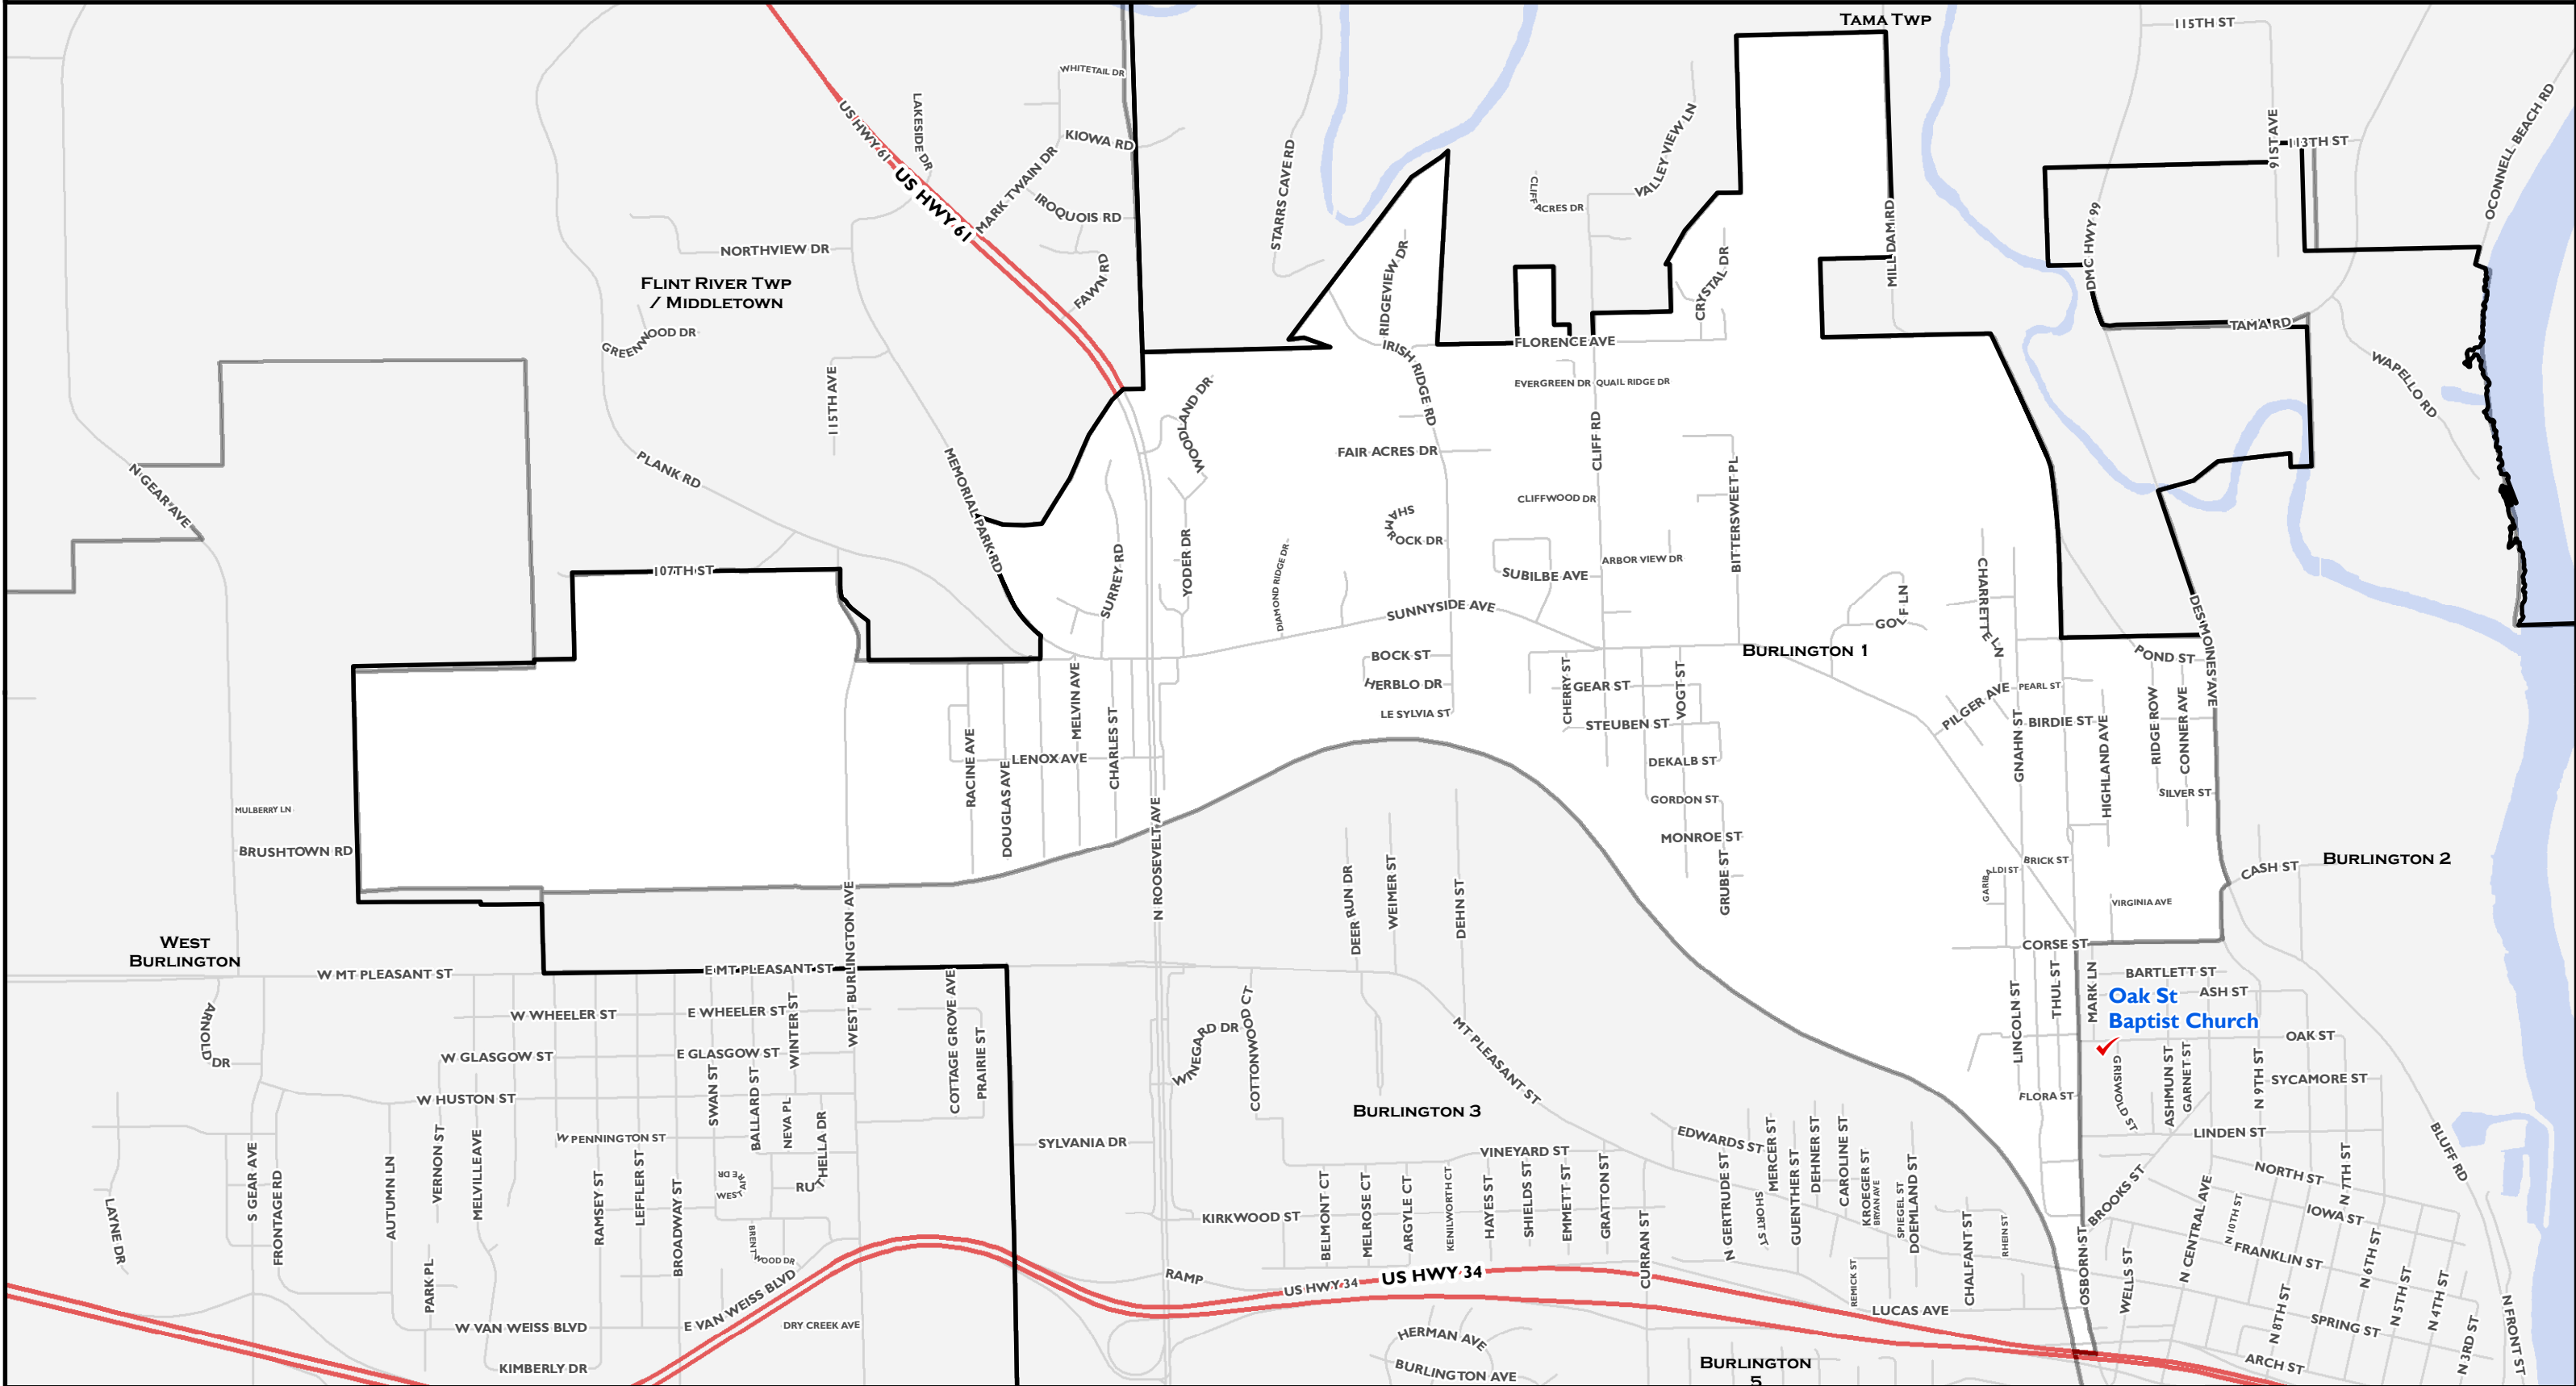 TAMA TWP
115TH ST
WHITETAIL DR
LAKESIDE DR
US HWY 61
KIOWA RD
MARK TWAIN DR
STARRS CAVE RD
VALLEY VIEW LN
91ST AVE
113TH ST
OCONNELL BEACH RD
US HWY 61
IROQUOIS RD
CLIFF ACRES DR
MILL DAM RD
DMC HWY 99
NORTHVIEW DR
FAWN RD
RIDGEVIEW DR
CRYSTAL DR
FLINT RIVER TWP
/ MIDDLETOWN
GREENWOOD DR
IRISH RIDGE RD
FLORENCE AVE
TAMA RD
115TH AVE
WOODLAND DR
EVERGREEN DR
QUAIL RIDGE DR
WAPELLO RD
CLIFF RD
FAIR ACRES DR
N GEAR AVE
PLANK RD
MEMORIAL PARK RD
CLIFFWOOD DR
BITTERSWEET PL
SHAMROCK DR
107TH ST
SURREY RD
YODER DR
DIAMOND RIDGE DR
SUBILBE AVE
ARBOR VIEW DR
SUNNYSIDE AVE
GOLF LN
CHARRETTE LN
DES MOINES AVE
BURLINGTON 1
BOCK ST
HERBLO DR
LE SYLVIA ST
CHERRY ST
GEAR ST
VOGT ST
STEUBEN ST
POND ST
PILGER AVE
PEARL ST
BIRDIE ST
GNAHN ST
HIGHLAND AVE
RIDGE ROW
CONNER AVE
MELVIN AVE
CHARLES ST
RACINE AVE
DOUGLAS AVE
LENOX AVE
DEKALB ST
GORDON ST
SILVER ST
MULBERRY LN
BRUSHTOWN RD
N ROOSEVELT AVE
MONROE ST
GRUBE ST
BRICK ST
GARIBALDI ST
CASH ST
BURLINGTON 2
DEER RUN DR
WEIMER ST
DEHN ST
VIRGINIA AVE
WEST
BURLINGTON
WEST BURLINGTON AVE
CORSE ST
W MT PLEASANT ST
E MT PLEASANT ST
BARTLETT ST
LINCOLN ST
THUL ST
MARK LN
ASH ST
Oak St
Baptist Church
ARNOLD DR
W WHEELER ST
E WHEELER ST
WINTER ST
COTTAGE GROVE AVE
PRAIRIE ST
WINEGARD DR
COTTONWOOD CT
MT PLEASANT ST
OAK ST
W GLASGOW ST
E GLASGOW ST
SWAN ST
BALLARD ST
W HUSTON ST
NEVA PL
RUTHELLA DR
BURLINGTON 3
FLORA ST
GRISWOLD ST
ASHMUN ST
GARNET ST
N 9TH ST
SYCAMORE ST
LINDEN ST
W PENNINGTON ST
SYLVANIA DR
VINEYARD ST
EDWARDS ST
MERCER ST
DEHNER ST
CAROLINE ST
S GEAR AVE
FRONTAGE RD
LAYNE DR
AUTUMN LN
VERNON ST
MELVILLE AVE
RAMSEY ST
LEFFLER ST
BROADWAY ST
PARK PL
BRENTWOOD DR
KIRKWOOD ST
BELMONT CT
MELROSE CT
ARGYLE CT
KENILWORTH CT
HAYES ST
SHIELDS ST
EMMETT ST
GRATTON ST
CURRAN ST
N GERTRUDE ST
SHORT ST
GUENTHER ST
KROEGER ST
BRYAN AVE
SPIEGEL ST
DOEMLAND ST
CHALFANT ST
RHEIN ST
REMICK ST
OSBORN ST
BROOKS ST
WELLS ST
N CENTRAL AVE
N 10TH ST
NORTH ST
N 7TH ST
IOWA ST
FRANKLIN ST
N 6TH ST
BLUFF RD
RAMP
US HWY 34
US HWY 34
LUCAS AVE
W VAN WEISS BLVD
E VAN WEISS BLVD
DRY CREEK AVE
KIMBERLY DR
HERMAN AVE
BURLINGTON AVE
BURLINGTON
5
N 8TH ST
SPRING ST
N 5TH ST
N 4TH ST
N 3RD ST
N FRONT ST
ARCH ST